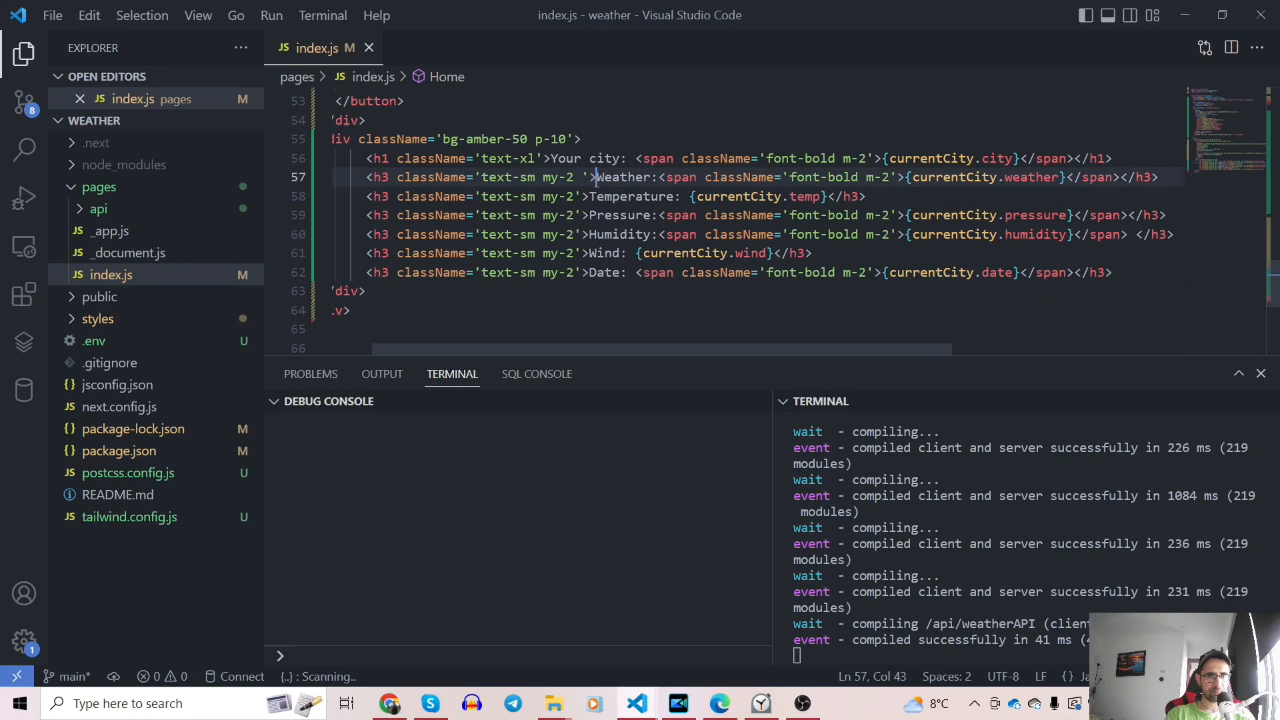 File Edit Selection View Go Run Terminal Help
index.js - weather - Visual Studio Code
EXPLORER
OPEN EDITORS
index.js pages M
WEATHER
.next
node_modules
pages
api
_app.js
_document.js
index.js M
public
styles
.env U
.gitignore
jsconfig.json
next.config.js
package-lock.json M
package.json M
postcss.config.js U
README.md
tailwind.config.js U
8
1
JS index.js M
pages > JS index.js > Home
53 </button>
54 /div>
55 div className='bg-amber-50 p-10'>
56 <h1 className='text-xl'>Your city: <span className='font-bold m-2'>{currentCity.city}</span></h1>
57 <h3 className='text-sm my-2 '>Weather:<span className='font-bold m-2'>{currentCity.weather}</span></h3>
58 <h3 className='text-sm my-2'>Temperature: {currentCity.temp}</h3>
59 <h3 className='text-sm my-2'>Pressure:<span className='font-bold m-2'>{currentCity.pressure}</span></h3>
60 <h3 className='text-sm my-2'>Humidity:<span className='font-bold m-2'>{currentCity.humidity}</span> </h3>
61 <h3 className='text-sm my-2'>Wind: {currentCity.wind}</h3>
62 <h3 className='text-sm my-2'>Date: <span className='font-bold m-2'>{currentCity.date}</span></h3>
63 /div>
64 v>
65
66
PROBLEMS OUTPUT TERMINAL SQL CONSOLE
DEBUG CONSOLE
TERMINAL
wait - compiling...
event - compiled client and server successfully in 226 ms (219
modules)
wait - compiling...
event - compiled client and server successfully in 1084 ms (219
modules)
wait - compiling...
event - compiled client and server successfully in 236 ms (219
modules)
wait - compiling...
event - compiled client and server successfully in 231 ms (219
modules)
wait - compiling /api/weatherAPI (client
event - compiled successfully in 41 ms (
main* 0 0 Connect {..} : Scanning.. Ln 57, Col 43 Spaces: 2 UTF-8 LF {}
Type here to search
8°C